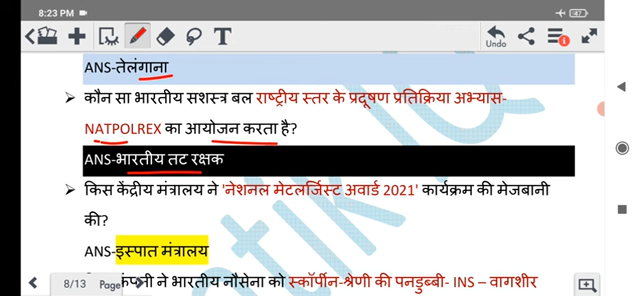 8:23 PM
47
Undo
ANS-तेलंगाना
➢ कौन सा भारतीय सशस्त्र बल राष्ट्रीय स्तर के प्रदूषण प्रतिक्रिया अभ्यास-
NATPOLREX का आयोजन करता है?
ANS-भारतीय तट रक्षक
➢ किस केंद्रीय मंत्रालय ने 'नेशनल मेटलर्जिस्ट अवार्ड 2021' कार्यक्रम की मेजबानी
की?
ANS-इस्पात मंत्रालय
कंपनी ने भारतीय नौसेना को स्कॉर्पीन-श्रेणी की पनडुब्बी- INS – वागशीर
8/13 Page